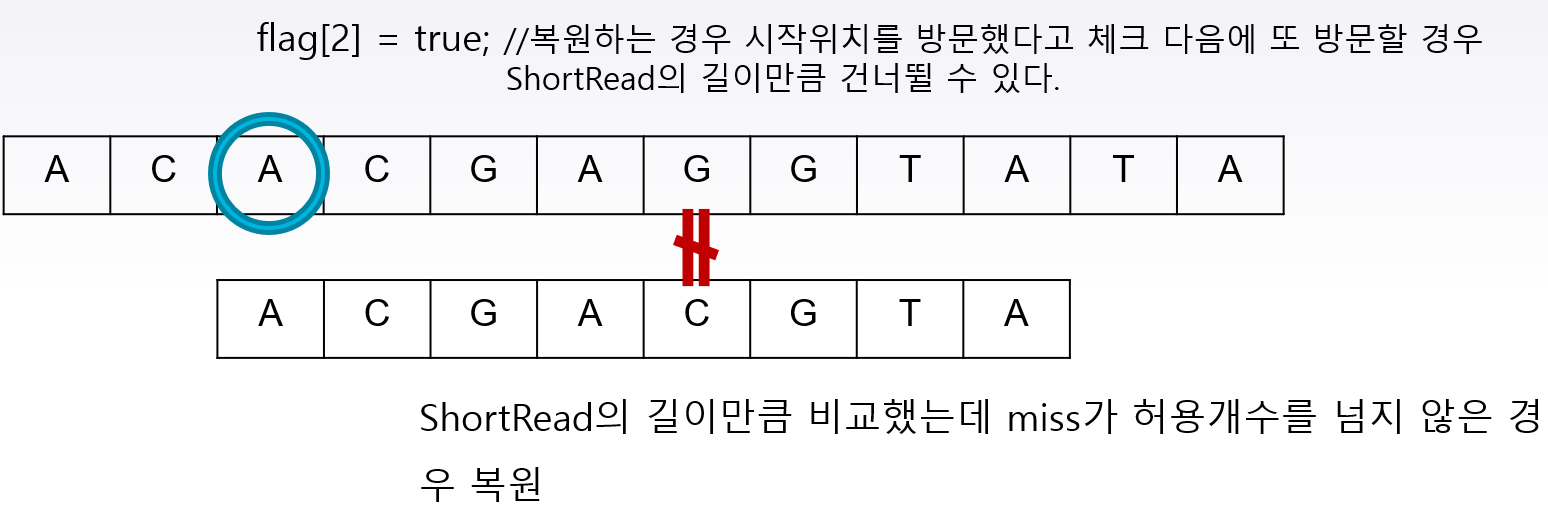 flag[2] = true; //복원하는 경우 시작위치를 방문했다고 체크 다음에 또 방문할 경우
ShortRead의 길이만큼 건너뛸 수 있다.
A C A C G A G G T A T A
A C G A C G T A
ShortRead의 길이만큼 비교했는데 miss가 허용개수를 넘지 않은 경
우 복원